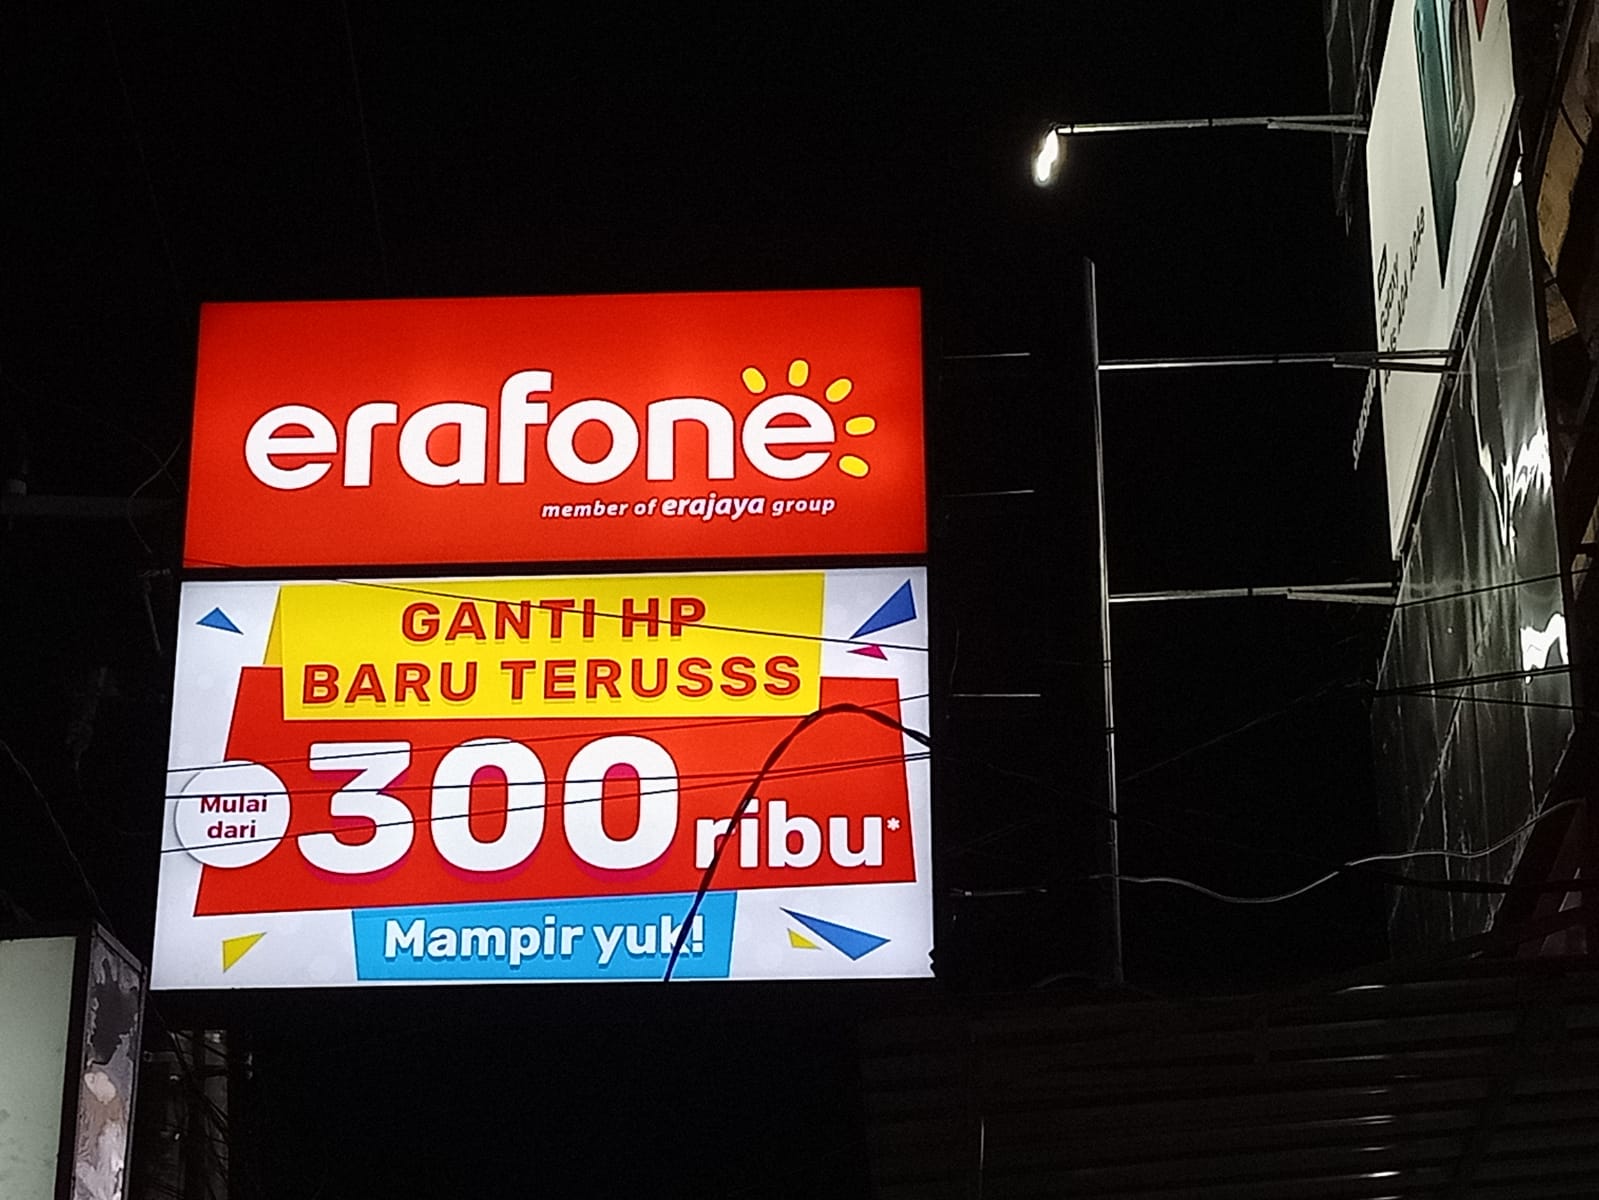 erafone
member of erajaya group
GANTI HP
BARU TERUSSS
Mulai
dari
300 ribu*
Mampir yuk!